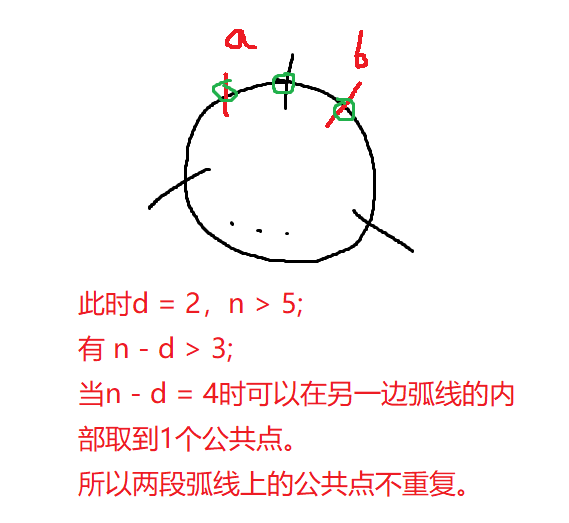 a b
此时d = 2，n > 5;
有 n - d > 3;
当n - d = 4时可以在另一边弧线的内
部取到1个公共点。
所以两段弧线上的公共点不重复。